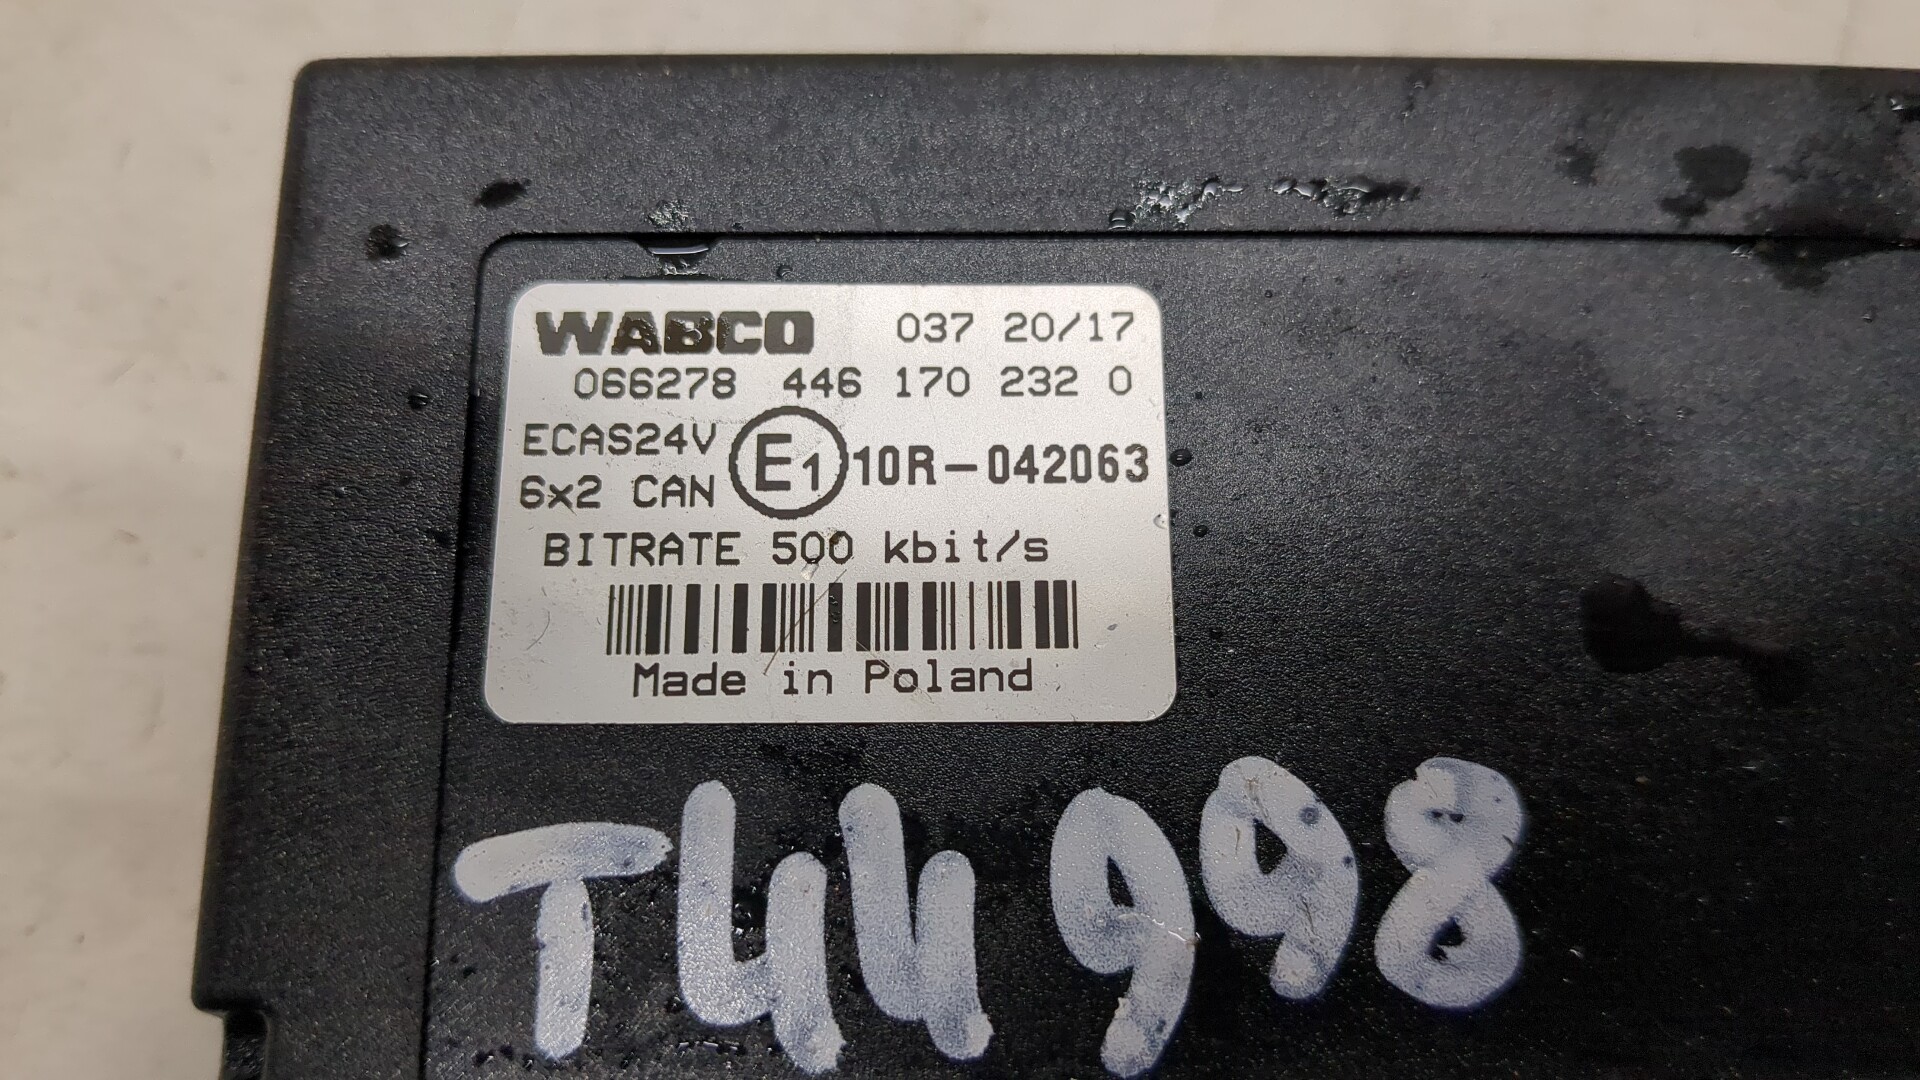 WABCO 037 20/17
066278 446 170 232 0
ECAS24V
6x2 CAN
E1 10R-042063
BITRATE 500 kbit/s
Made in Poland
T44998